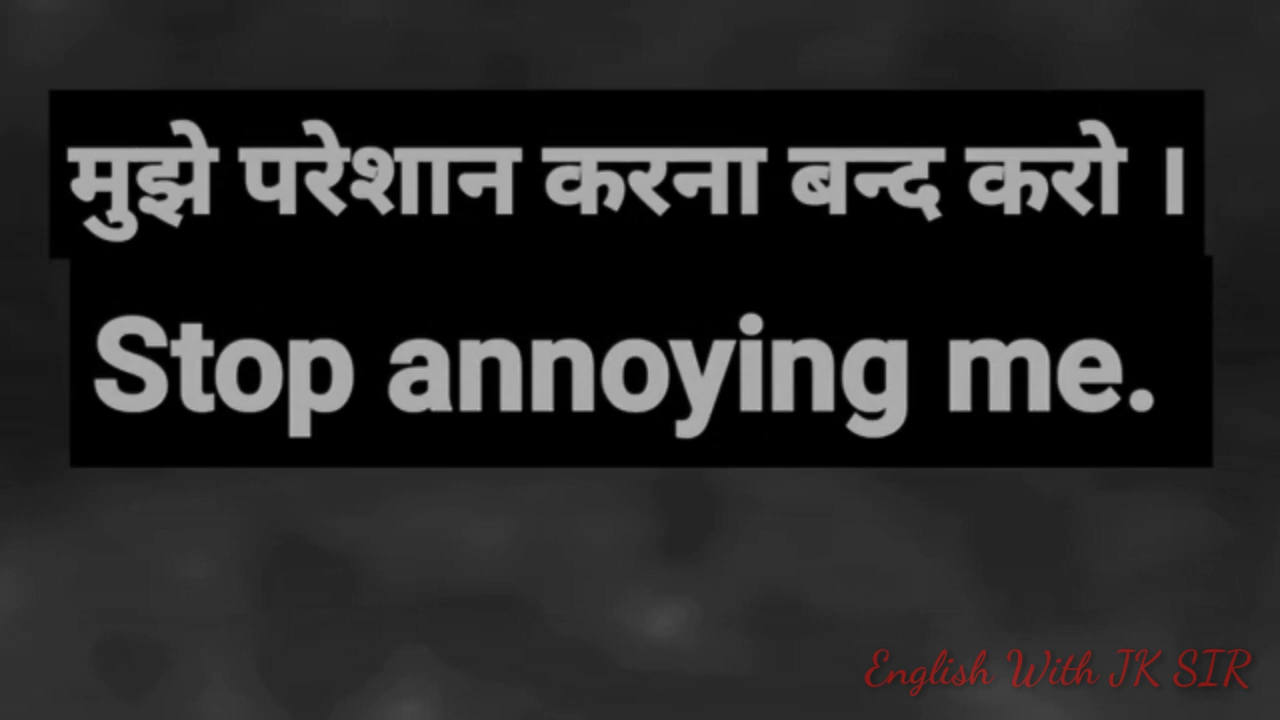 मुझे परेशान करना बन्द करो ।
Stop annoying me.
English With JK SIR